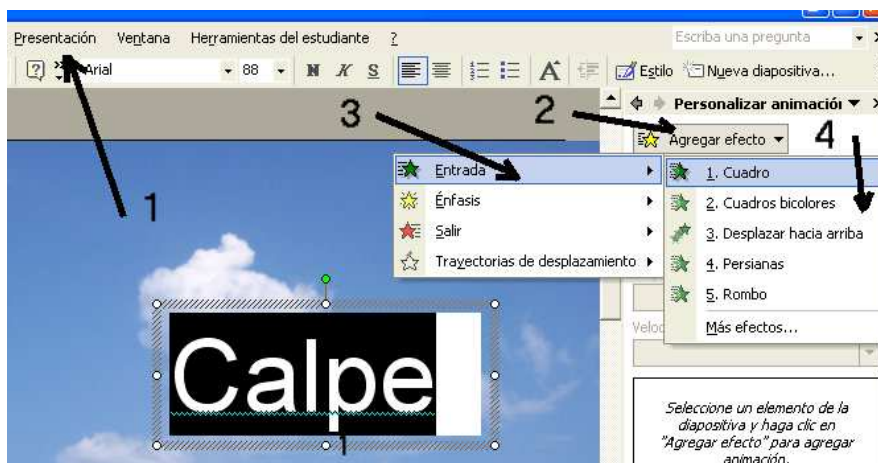 Presentación Ventana Herramientas del estudiante ? Escriba una pregunta
Arial 88 N K S Estilo Nueva diapositiva...
Personalizar animación
3 2 Agregar efecto 4
1
Entrada 1. Cuadro
Énfasis 2. Cuadros bicolores
Salir 3. Desplazar hacia arriba
Trayectorias de desplazamiento 4. Persianas
5. Rombo
Más efectos...
Veloc
Calpe
1
Seleccione un elemento de la
diapositiva y haga clic en
"Agregar efecto" para agregar
animación.